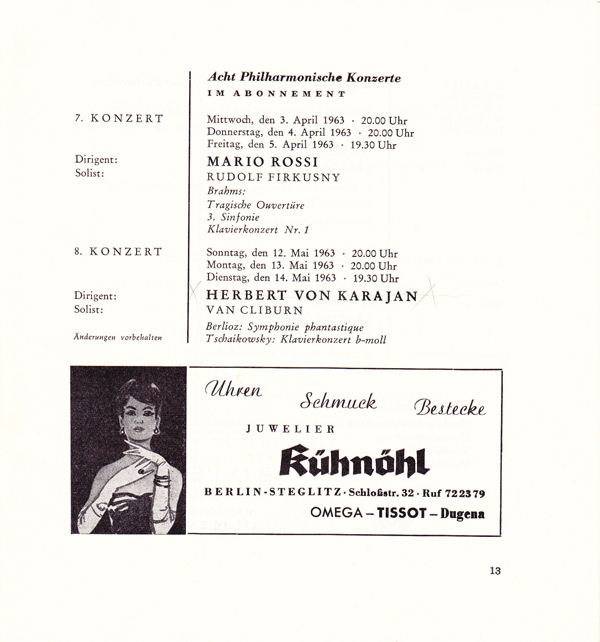 Acht Philharmonische Konzerte
IM ABONNEMENT
7. KONZERT
Mittwoch, den 3. April 1963 · 20.00 Uhr
Donnerstag, den 4. April 1963 · 20.00 Uhr
Freitag, den 5. April 1963 · 19.30 Uhr
Dirigent: MARIO ROSSI
Solist: RUDOLF FIRKUSNY
Brahms:
Tragische Ouvertüre
3. Sinfonie
Klavierkonzert Nr. 1
8. KONZERT
Sonntag, den 12. Mai 1963 · 20.00 Uhr
Montag, den 13. Mai 1963 · 20.00 Uhr
Dienstag, den 14. Mai 1963 · 19.30 Uhr
Dirigent: HERBERT VON KARAJAN
Solist: VAN CLIBURN
Berlioz: Symphonie phantastique
Änderungen vorbehalten
Tschaikowsky: Klavierkonzert b-moll
Uhren Schmuck Bestecke
JUWELIER
Kühnöhl
BERLIN-STEGLITZ · Schloßstr. 32 · Ruf 722379
OMEGA – TISSOT – Dugena
13